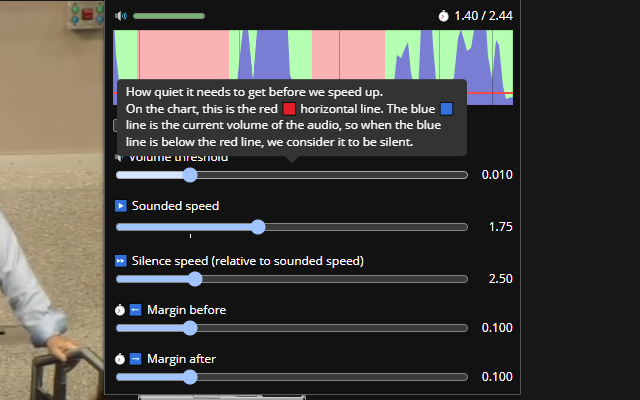 1.40 / 2.44
How quiet it needs to get before we speed up.
On the chart, this is the red horizontal line. The blue
line is the current volume of the audio, so when the blue
line is below the red line, we consider it to be silent.
Volume threshold
0.010
Sounded speed
1.75
Silence speed (relative to sounded speed)
2.50
Margin before
0.100
Margin after
0.100